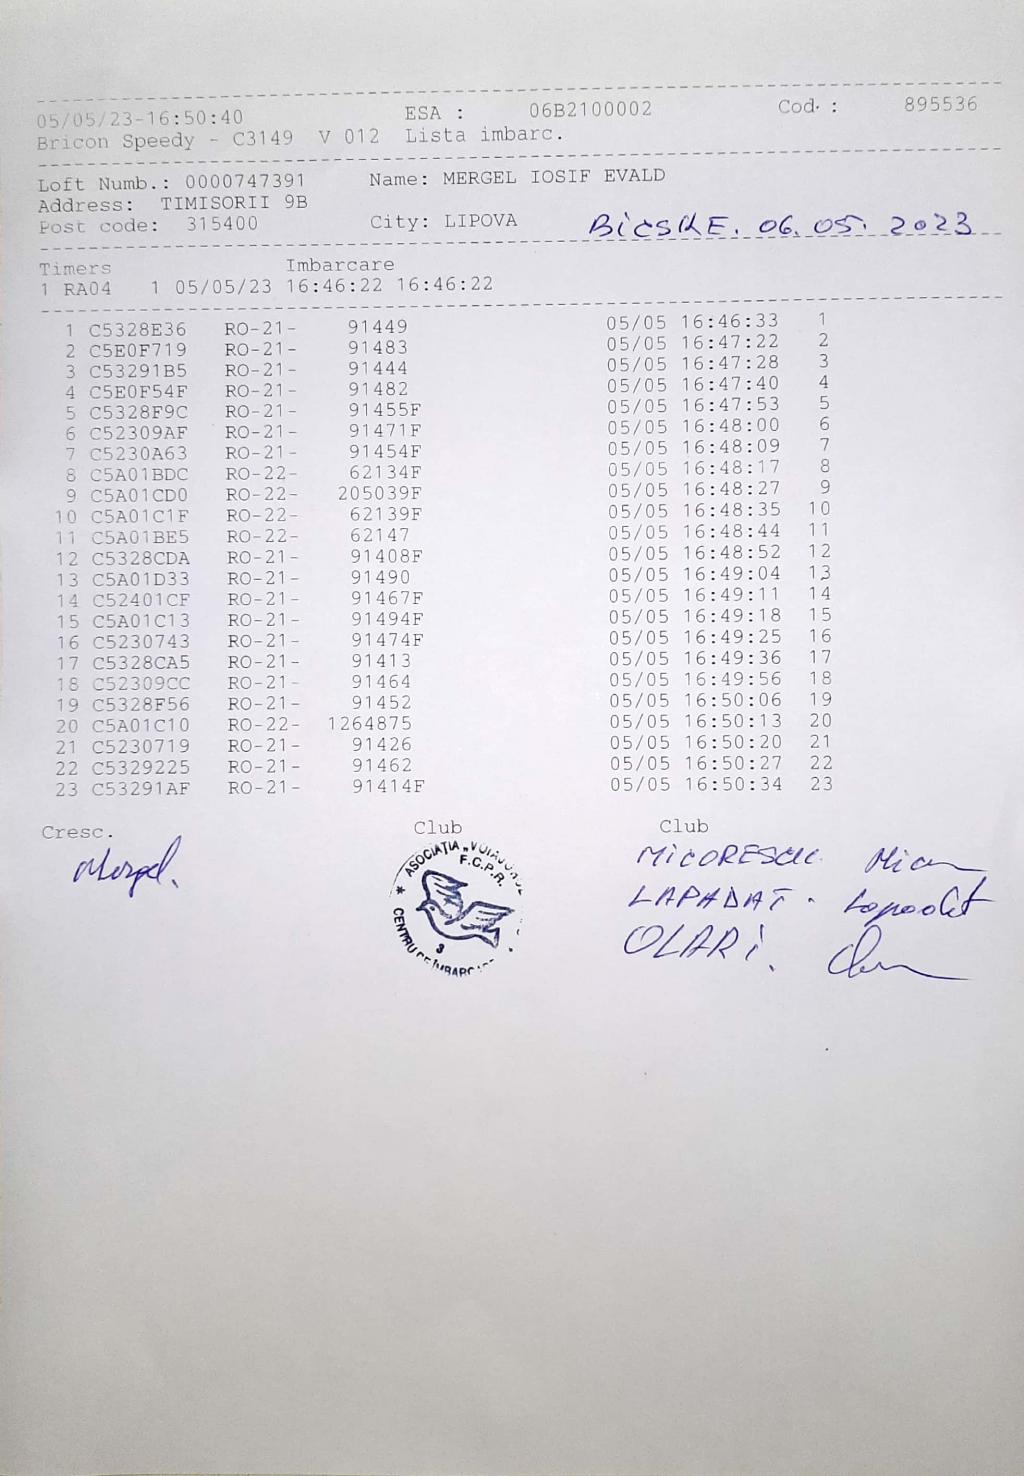 05/05/23-16:50:40 ESA : 06B2100002 Cod. : 895536
Bricon Speedy - C3149 V 012 Lista imbarc.
Loft Numb.: 0000747391 Name: MERGEL IOSIF EVALD
Address: TIMISORII 9B
Post code: 315400 City: LIPOVA BiCSKE. 06. 05. 2023
Timers Imbarcare
1 RA04 1 05/05/23 16:46:22 16:46:22
1 C5328E36 RO-21- 91449 05/05 16:46:33 1
2 C5E0F719 RO-21- 91483 05/05 16:47:22 2
3 C53291B5 RO-21- 91444 05/05 16:47:28 3
4 C5E0F54F RO-21- 91482 05/05 16:47:40 4
5 C5328F9C RO-21- 91455F 05/05 16:47:53 5
6 C52309AF RO-21- 91471F 05/05 16:48:00 6
7 C5230A63 RO-21- 91454F 05/05 16:48:09 7
8 C5A01BDC RO-22- 62134F 05/05 16:48:17 8
9 C5A01CD0 RO-22- 205039F 05/05 16:48:27 9
10 C5A01C1F RO-22- 62139F 05/05 16:48:35 10
11 C5A01BE5 RO-22- 62147 05/05 16:48:44 11
12 C5328CDA RO-21- 91408F 05/05 16:48:52 12
13 C5A01D33 RO-21- 91490 05/05 16:49:04 13
14 C52401CF RO-21- 91467F 05/05 16:49:11 14
15 C5A01C13 RO-21- 91494F 05/05 16:49:18 15
16 C5230743 RO-21- 91474F 05/05 16:49:25 16
17 C5328CA5 RO-21- 91413 05/05 16:49:36 17
18 C52309CC RO-21- 91464 05/05 16:49:56 18
19 C5328F56 RO-21- 91452 05/05 16:50:06 19
20 C5A01C10 RO-22- 1264875 05/05 16:50:13 20
21 C5230719 RO-21- 91426 05/05 16:50:20 21
22 C5329225 RO-21- 91462 05/05 16:50:27 22
23 C53291AF RO-21- 91414F 05/05 16:50:34 23
Cresc. Club Club
Mergel.
ASOCIAȚIA
F.C.P.R.
CENTRU DE IMBARCARE
3
MICORESCU
LAPADAT. Lapadat
OLARi.